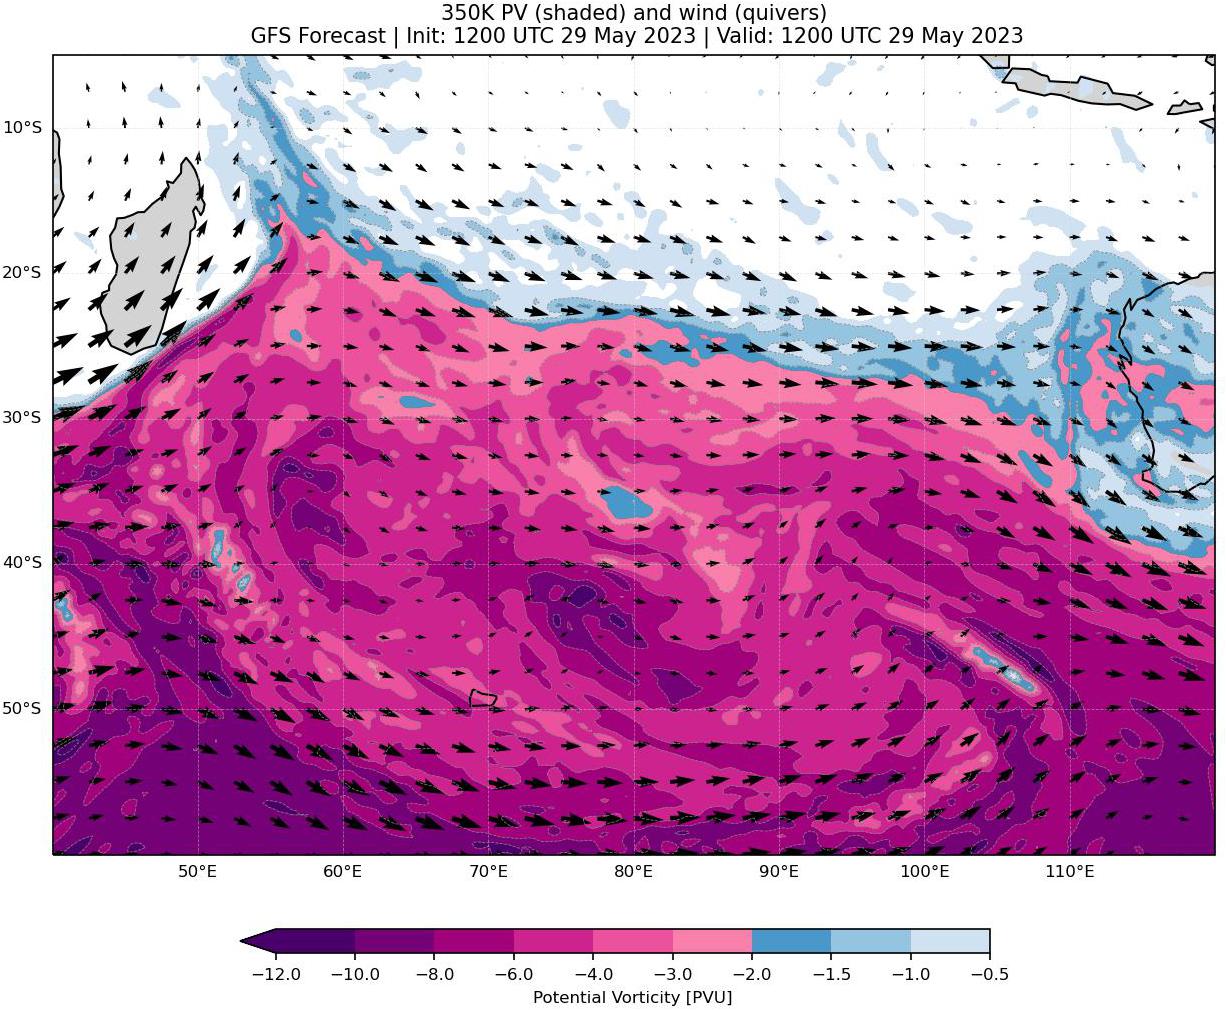 350K PV (shaded) and wind (quivers)
GFS Forecast | Init: 1200 UTC 29 May 2023 | Valid: 1200 UTC 29 May 2023
10°S
20°S
30°S
40°S
50°S
50°E 60°E 70°E 80°E 90°E 100°E 110°E
−12.0 −10.0 −8.0 −6.0 −4.0 −3.0 −2.0 −1.5 −1.0 −0.5
Potential Vorticity [PVU]